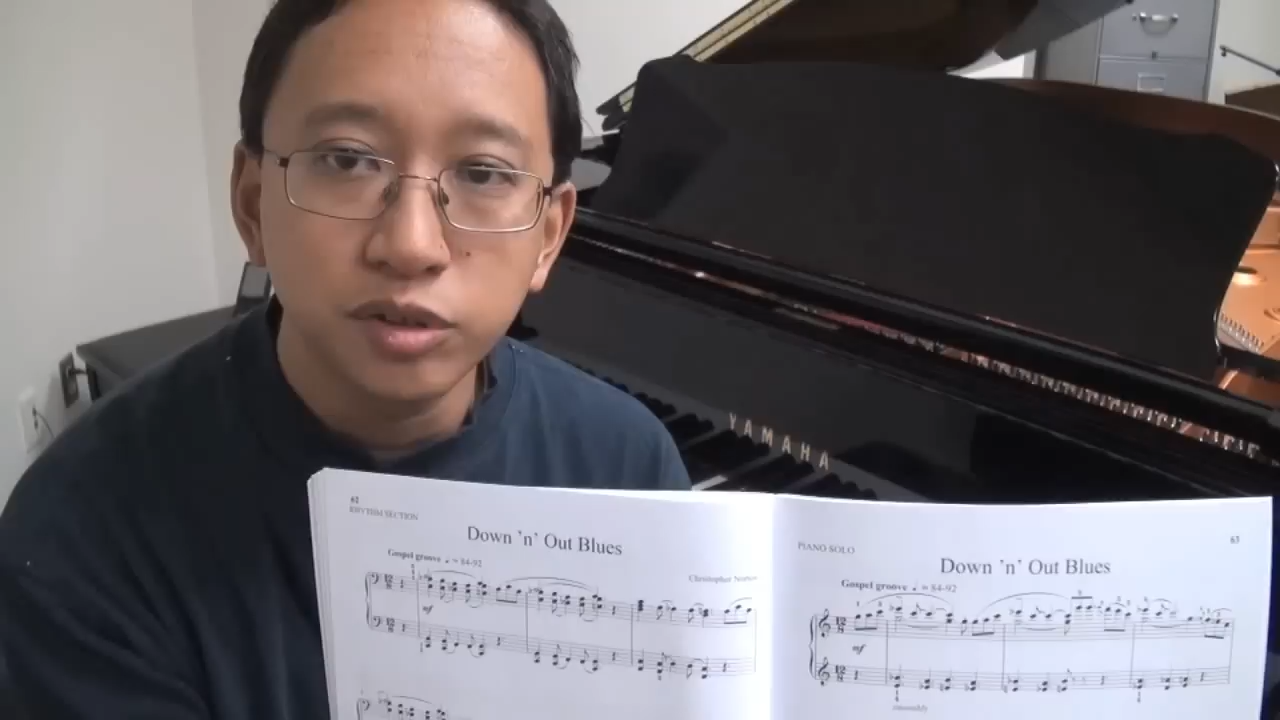 YAMAHA
62
RHYTHM SECTION
Down 'n' Out Blues
Gospel groove ♩. = 84-92
Christopher Norton
mf
63
PIANO SOLO
Down 'n' Out Blues
Gospel groove ♩. = 84-92
mf